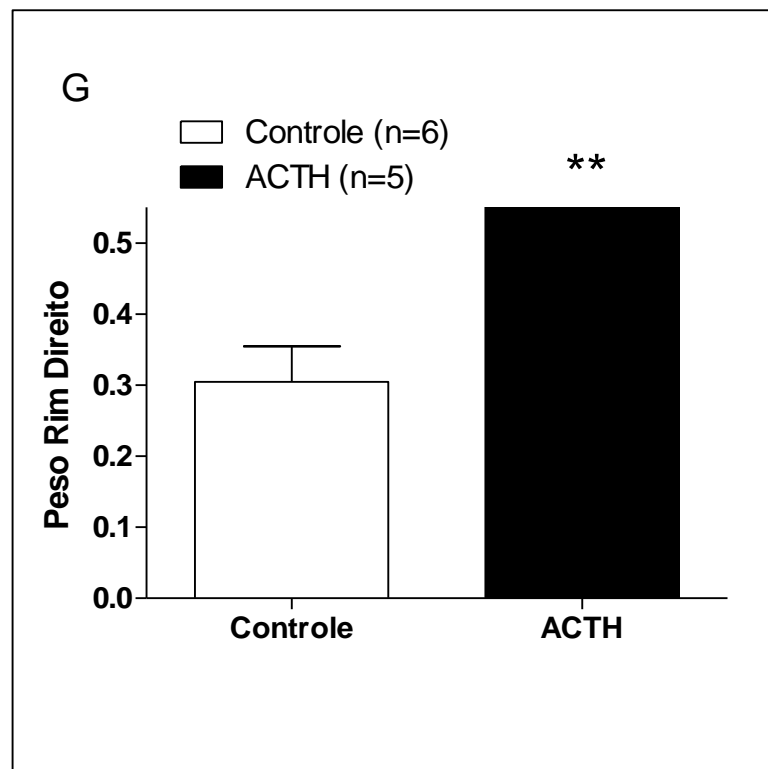 G
Controle (n=6)
ACTH (n=5)
**
Peso Rim Direito
0.5
0.4
0.3
0.2
0.1
0.0
Controle ACTH